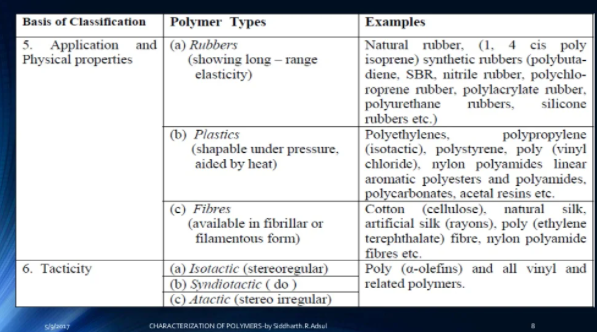 Basis of Classification Polymer Types Examples
5. Application and
Physical properties
(a) Rubbers
(showing long – range
elasticity)
Natural rubber, (1, 4 cis poly
isoprene) synthetic rubbers (polybuta-
diene, SBR, nitrile rubber, polychlo-
roprene rubber, polylacrylate rubber,
polyurethane rubbers, silicone
rubbers etc.)
(b) Plastics
(shapable under pressure,
aided by heat)
Polyethylenes, polypropylene
(isotactic), polystyrene, poly (vinyl
chloride), nylon polyamides linear
aromatic polyesters and polyamides,
polycarbonates, acetal resins etc.
(c) Fibres
(available in fibrillar or
filamentous form)
Cotton (cellulose), natural silk,
artificial silk (rayons), poly (ethylene
terephthalate) fibre, nylon polyamide
fibres etc.
6. Tacticity
(a) Isotactic (stereoregular)
(b) Syndiotactic ( do )
(c) Atactic (stereo irregular)
Poly (α-olefins) and all vinyl and
related polymers.
5/9/2017 CHARACTERIZATION OF POLYMERS-by Siddharth.R.Adsul 8